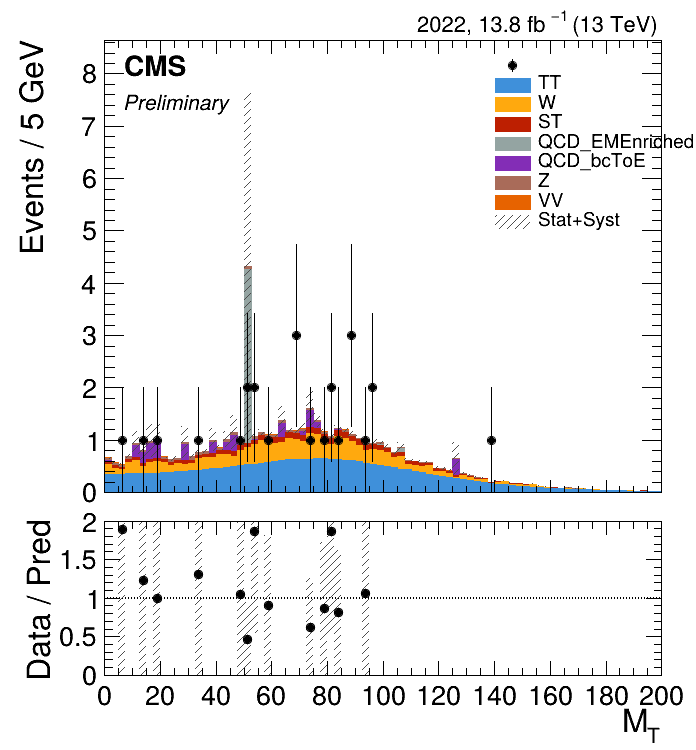 2022, 13.8 fb⁻¹ (13 TeV)
CMS
Preliminary
Events / 5 GeV
8
7
6
5
4
3
2
1
0
TT
W
ST
QCD_EMEnriched
QCD_bcToE
Z
VV
Stat+Syst
Data / Pred
2
1.5
1
0.5
0
0 20 40 60 80 100 120 140 160 180 200
M_T